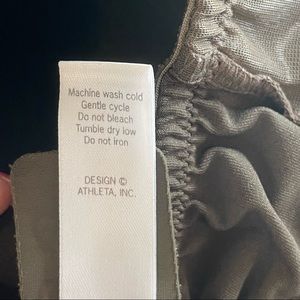 Machine wash cold
Gentle cycle
Do not bleach
Tumble dry low
Do not iron
DESIGN ©
ATHLETA, INC.